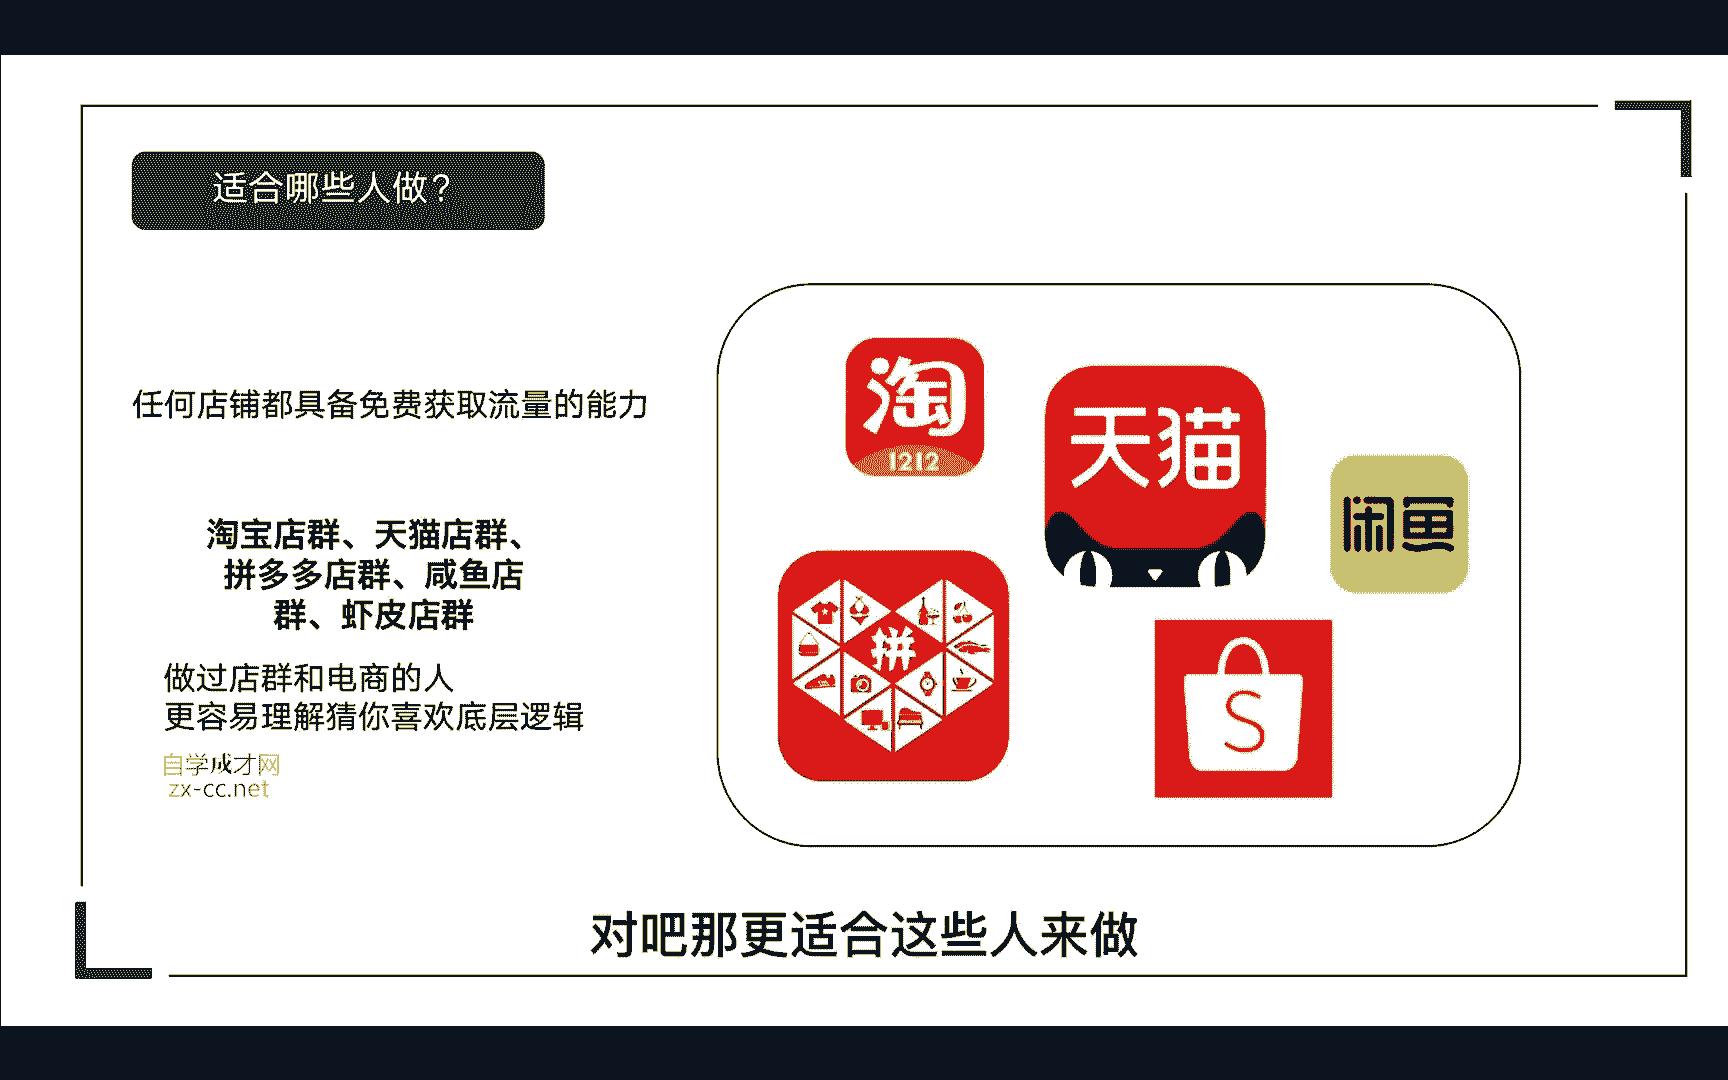 适合哪些人做？
任何店铺都具备免费获取流量的能力
淘宝店群、天猫店群、
拼多多店群、咸鱼店
群、虾皮店群
做过店群和电商的人
更容易理解猜你喜欢底层逻辑
自学成才网
zx-cc.net
淘
1212
天猫
闲鱼
拼
S
对吧那更适合这些人来做